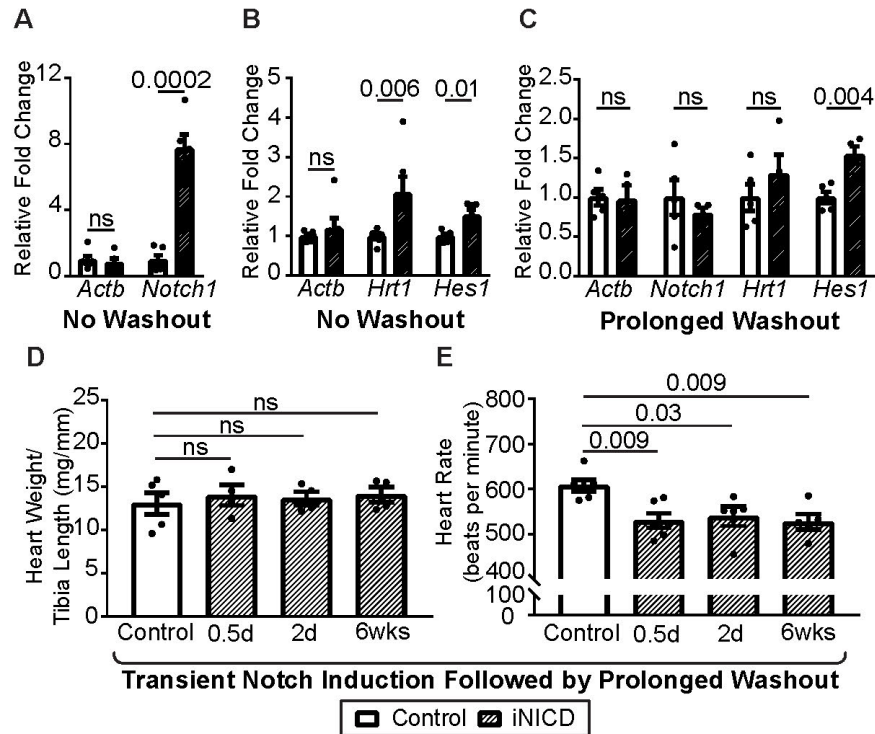 A
Relative Fold Change
12
8
4
0
ns
0.0002
Actb Notch1
No Washout
B
Relative Fold Change
5
4
3
2
1
0
ns
0.006
0.01
Actb Hrt1 Hes1
No Washout
C
Relative Fold Change
2.5
2.0
1.5
1.0
0.5
0.0
ns
ns
ns
0.004
Actb Notch1 Hrt1 Hes1
Prolonged Washout
D
Heart Weight/
Tibia Length (mg/mm)
25
20
15
10
5
0
ns
ns
ns
Control 0.5d 2d 6wks
E
Heart Rate
(beats per minute)
800
700
600
500
400
100
0
0.009
0.03
0.009
Control 0.5d 2d 6wks
Transient Notch Induction Followed by Prolonged Washout
Control iNICD